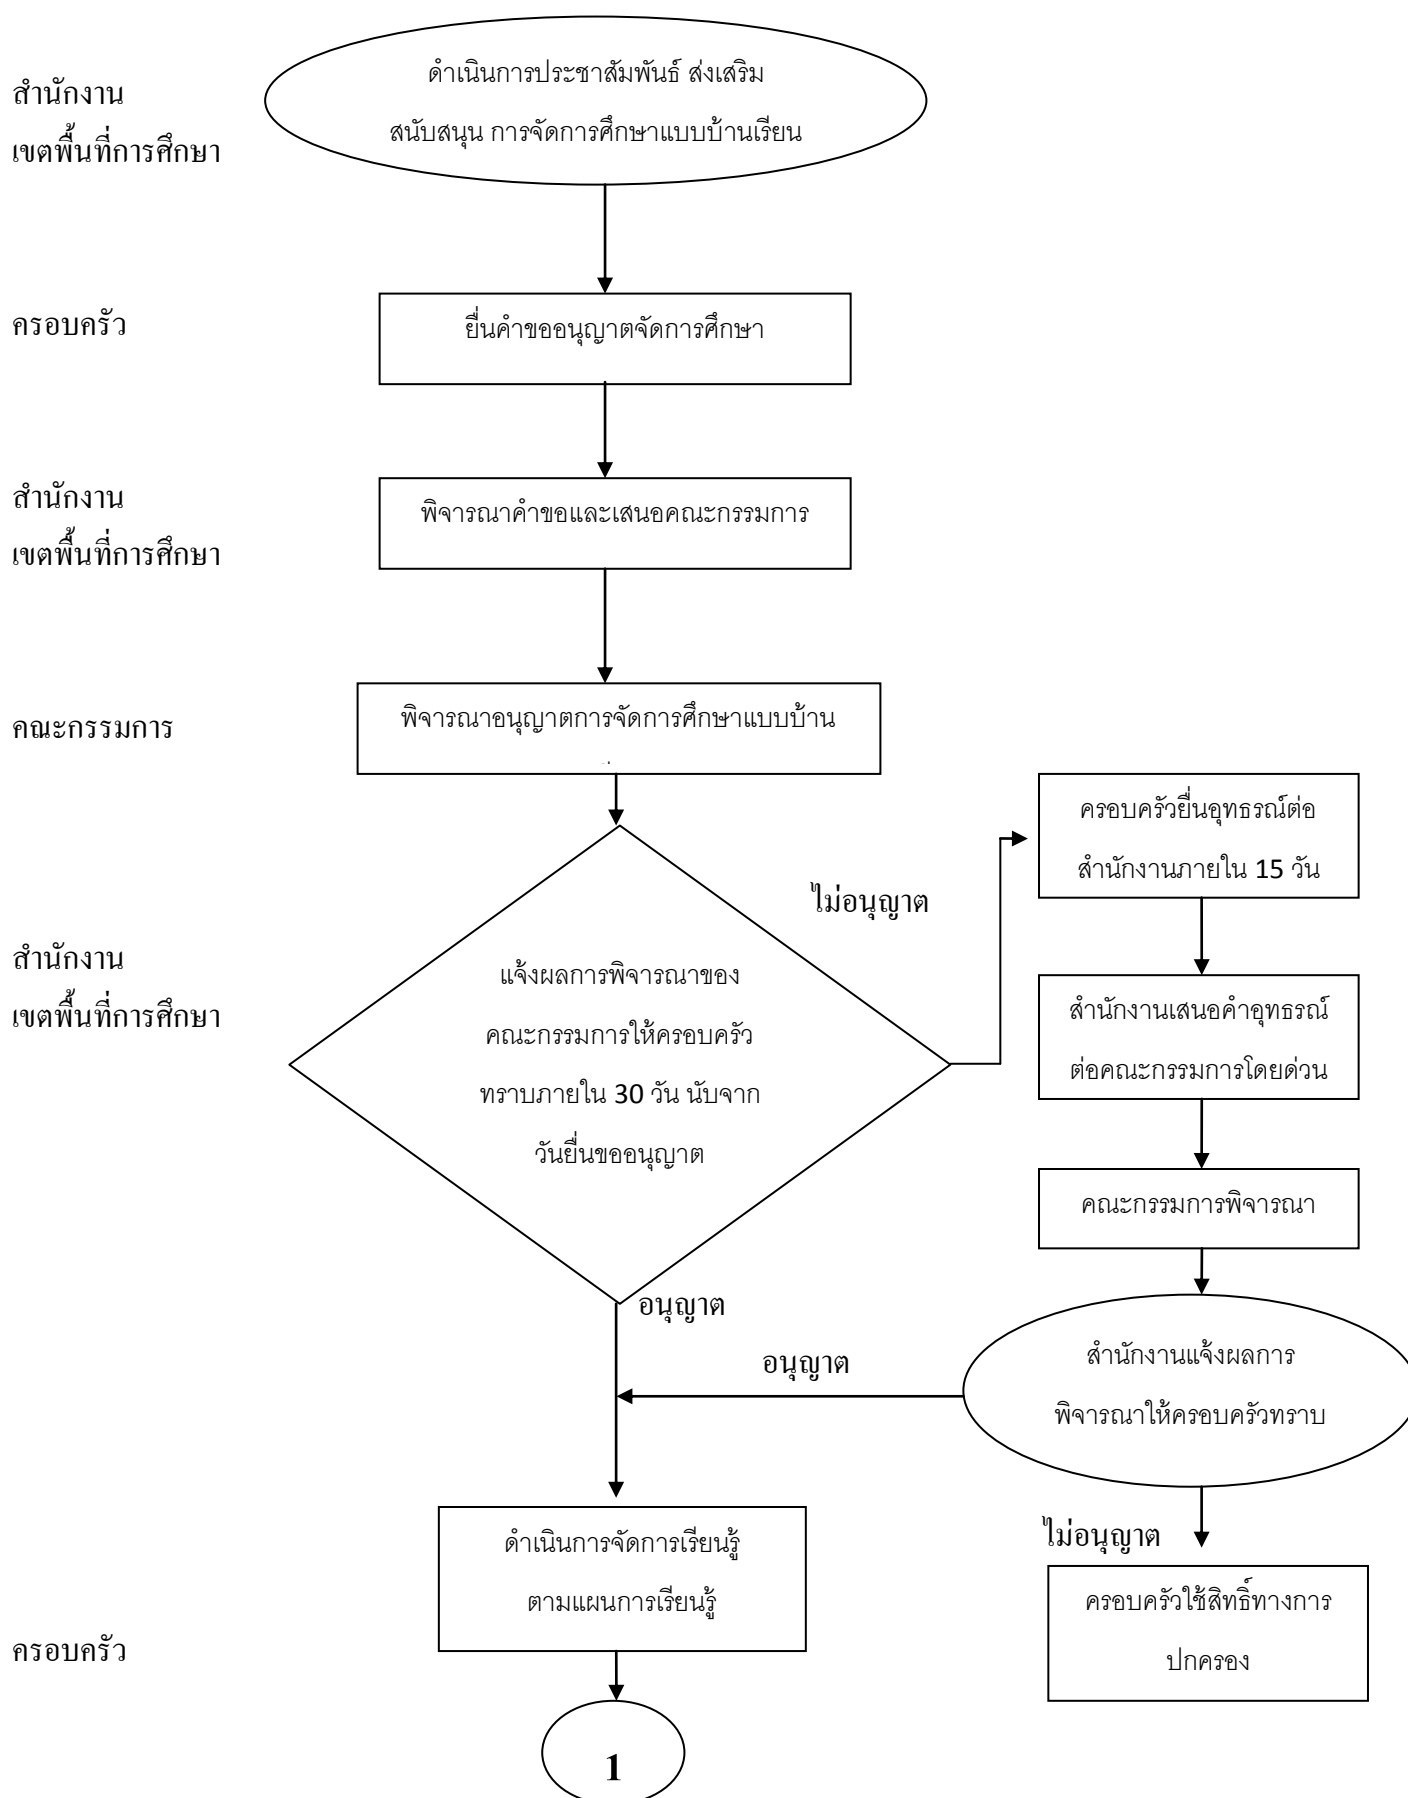 สำนักงาน
เขตพื้นที่การศึกษา
ดำเนินการประชาสัมพันธ์ ส่งเสริม
สนับสนุน การจัดการศึกษาแบบบ้านเรียน
ครอบครัว
ยื่นคำขออนุญาตจัดการศึกษา
สำนักงาน
เขตพื้นที่การศึกษา
พิจารณาคำขอและเสนอคณะกรรมการ
คณะกรรมการ
พิจารณาอนุญาตการจัดการศึกษาแบบบ้าน
สำนักงาน
เขตพื้นที่การศึกษา
แจ้งผลการพิจารณาของ
คณะกรรมการให้ครอบครัว
ทราบภายใน 30 วัน นับจาก
วันยื่นขออนุญาต
ไม่อนุญาต
ครอบครัวยื่นอุทธรณ์ต่อ
สำนักงานภายใน 15 วัน
สำนักงานเสนอคำอุทธรณ์
ต่อคณะกรรมการโดยด่วน
คณะกรรมการพิจารณา
สำนักงานแจ้งผลการ
พิจารณาให้ครอบครัวทราบ
อนุญาต
อนุญาต
ไม่อนุญาต
ครอบครัวใช้สิทธิ์ทางการ
ปกครอง
ครอบครัว
ดำเนินการจัดการเรียนรู้
ตามแผนการเรียนรู้
1